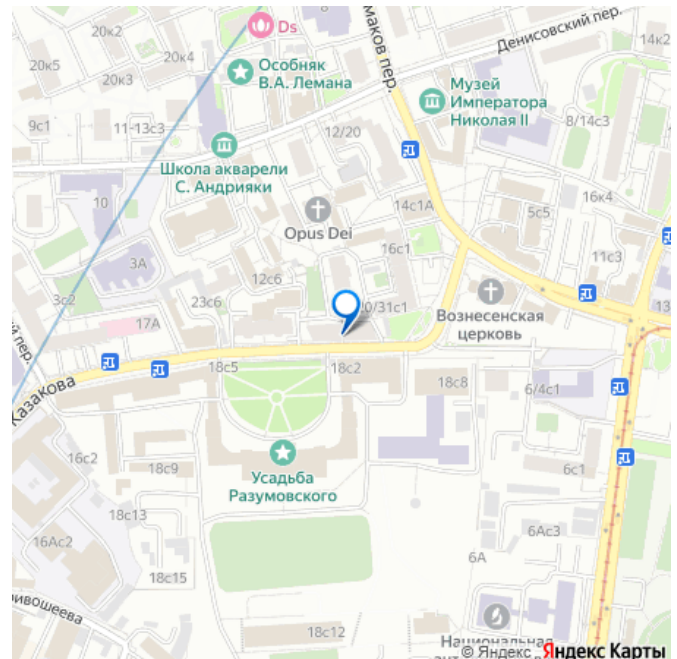 20к2
20к4
20к5
20к3
Ds
Особняк
В.А. Лемана
Денисовский пер.
14к2
маков пер.
Музей
Императора
Николая II
9с1
11-13с3
12/20
8/14с3
Школа акварели
С. Андрияки
10
Opus Dei
14с1А
16к4
5с5
16с1
11с3
3А
12с6
3с2
23с6
0/31с1
Вознесенская
церковь
13
17А
й пер.
Казакова
18с5
18с2
18с8
6/4с1
16с2
18с9
Усадьба
Разумовского
6с1
18с13
16Ас2
6Ас3
6А
18с15
ривошеева
18с12
Национальная
© Яндекс
Яндекс Карты